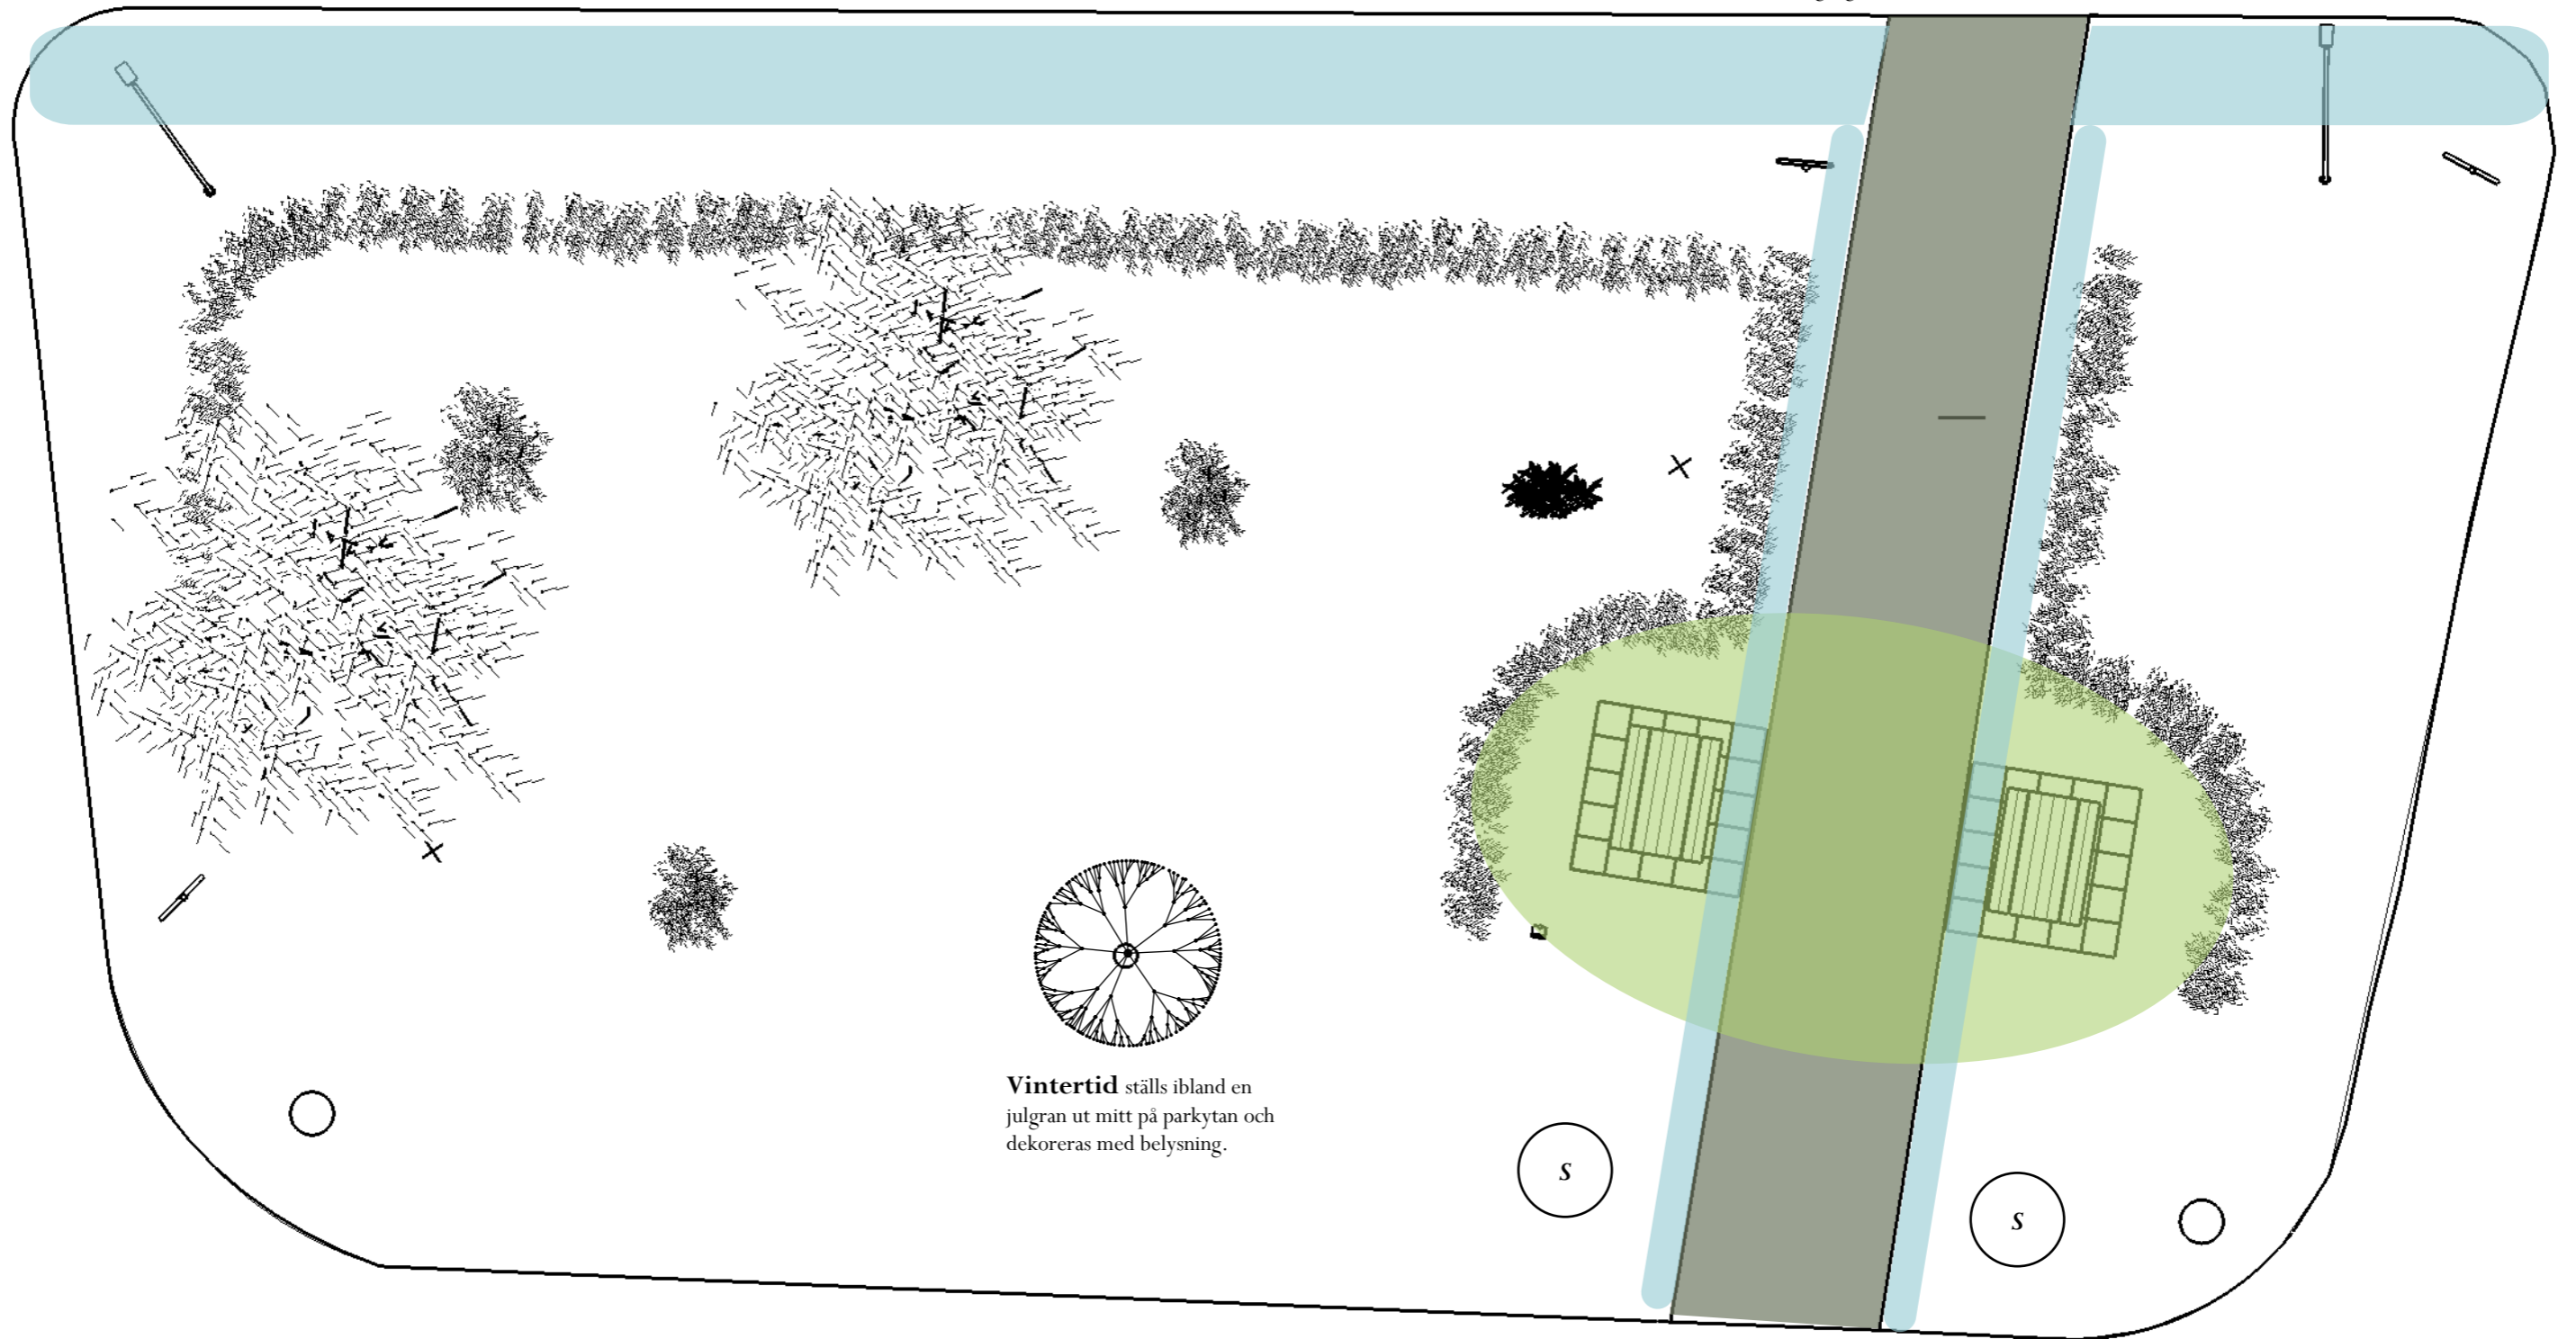 Vintertid ställs ibland en
julgran ut mitt på parkytan och
dekoreras med belysning.
S
S